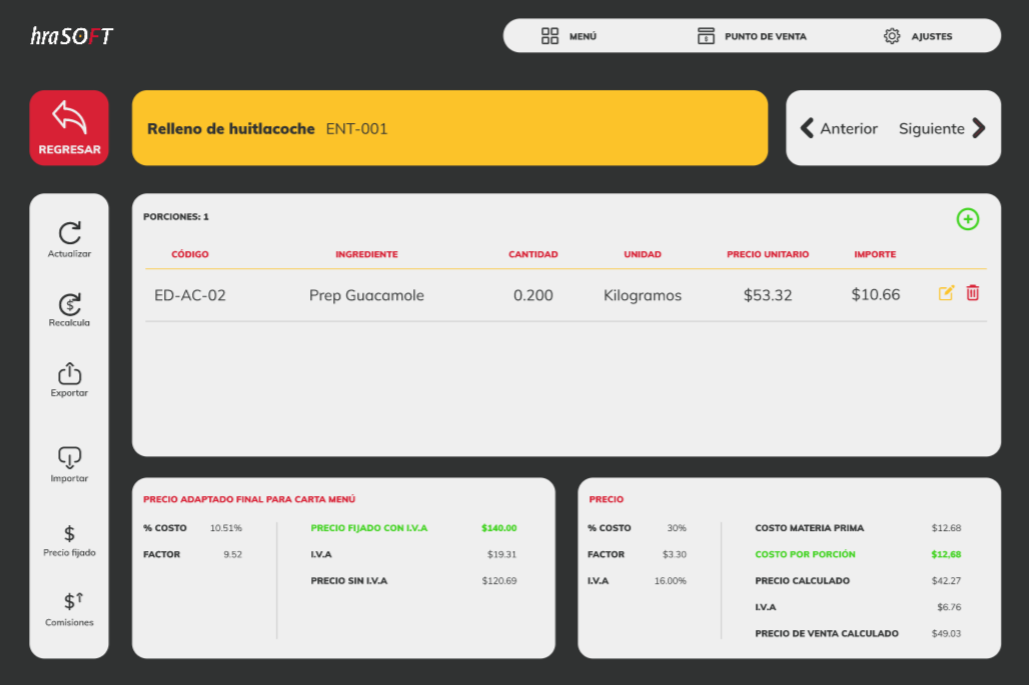 hraSOFT
MENÚ
PUNTO DE VENTA
AJUSTES
REGRESAR
Relleno de huitlacoche ENT-001
Anterior Siguiente
Actualizar
Recalcula
Exportar
Importar
Precio fijado
Comisiones
PORCIONES: 1
CÓDIGO INGREDIENTE CANTIDAD UNIDAD PRECIO UNITARIO IMPORTE
ED-AC-02 Prep Guacamole 0.200 Kilogramos $53.32 $10.66
PRECIO ADAPTADO FINAL PARA CARTA MENÚ
% COSTO 10.51% PRECIO FIJADO CON I.V.A $140.00
FACTOR 9.52 I.V.A $19.31
PRECIO SIN I.V.A $120.69
PRECIO
% COSTO 30% COSTO MATERIA PRIMA $12.68
FACTOR $3.30 COSTO POR PORCIÓN $12,68
I.V.A 16.00% PRECIO CALCULADO $42.27
I.V.A $6.76
PRECIO DE VENTA CALCULADO $49.03